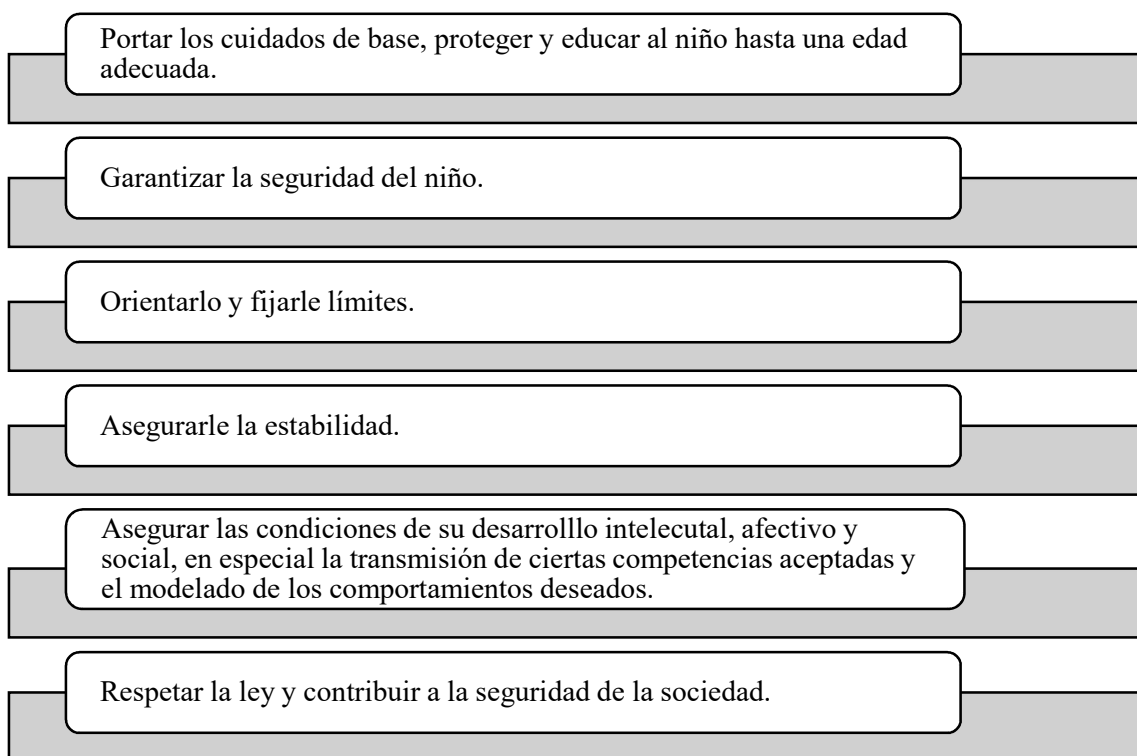 Portar los cuidados de base, proteger y educar al niño hasta una edad
adecuada.
Garantizar la seguridad del niño.
Orientarlo y fijarle límites.
Asegurarle la estabilidad.
Asegurar las condiciones de su desarrolllo intelecutal, afectivo y
social, en especial la transmisión de ciertas competencias aceptadas y
el modelado de los comportamientos deseados.
Respetar la ley y contribuir a la seguridad de la sociedad.